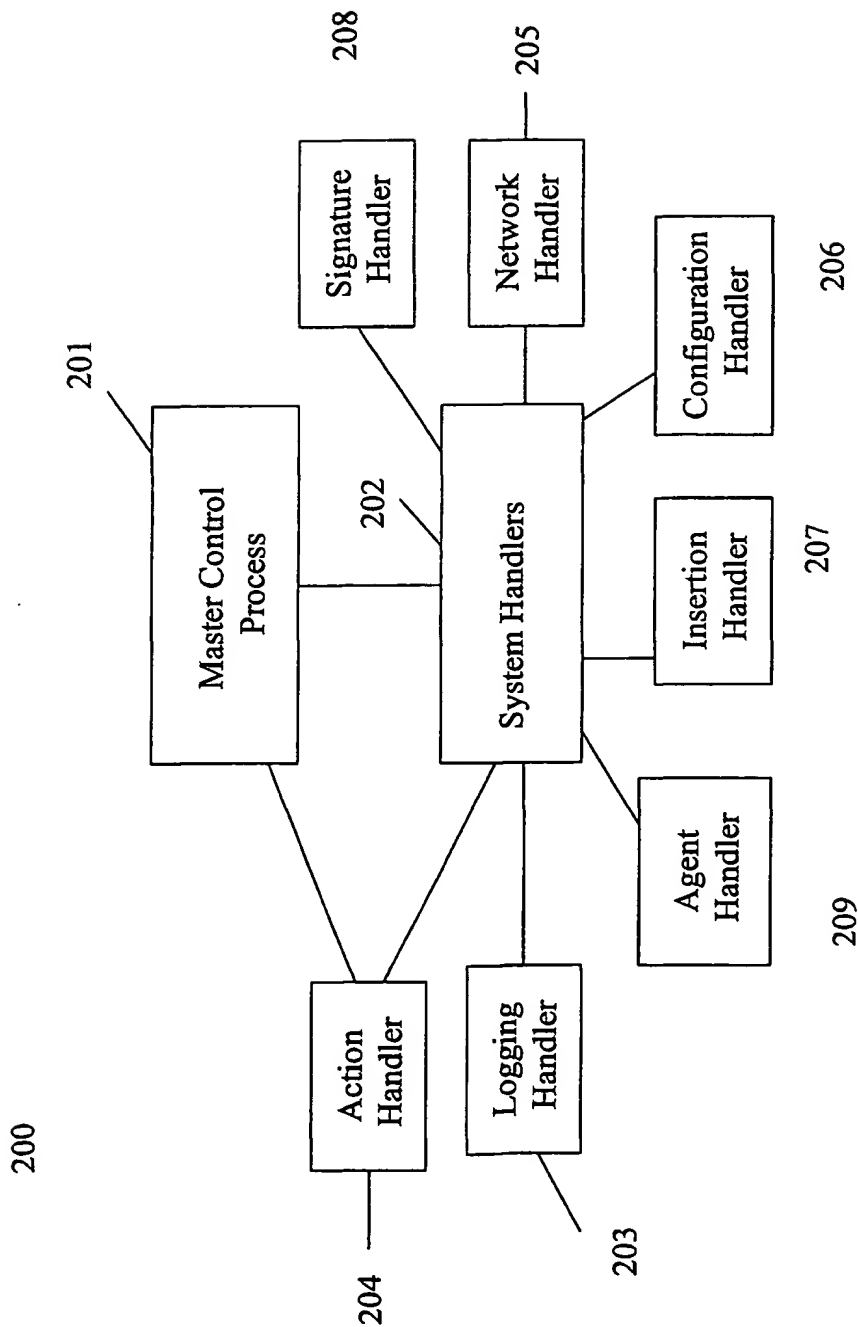 200
201
Master Control
Process
208
Signature
Handler
202
System Handlers
204
Action
Handler
205
Network
Handler
203
Logging
Handler
209
Agent
Handler
207
Insertion
Handler
206
Configuration
Handler